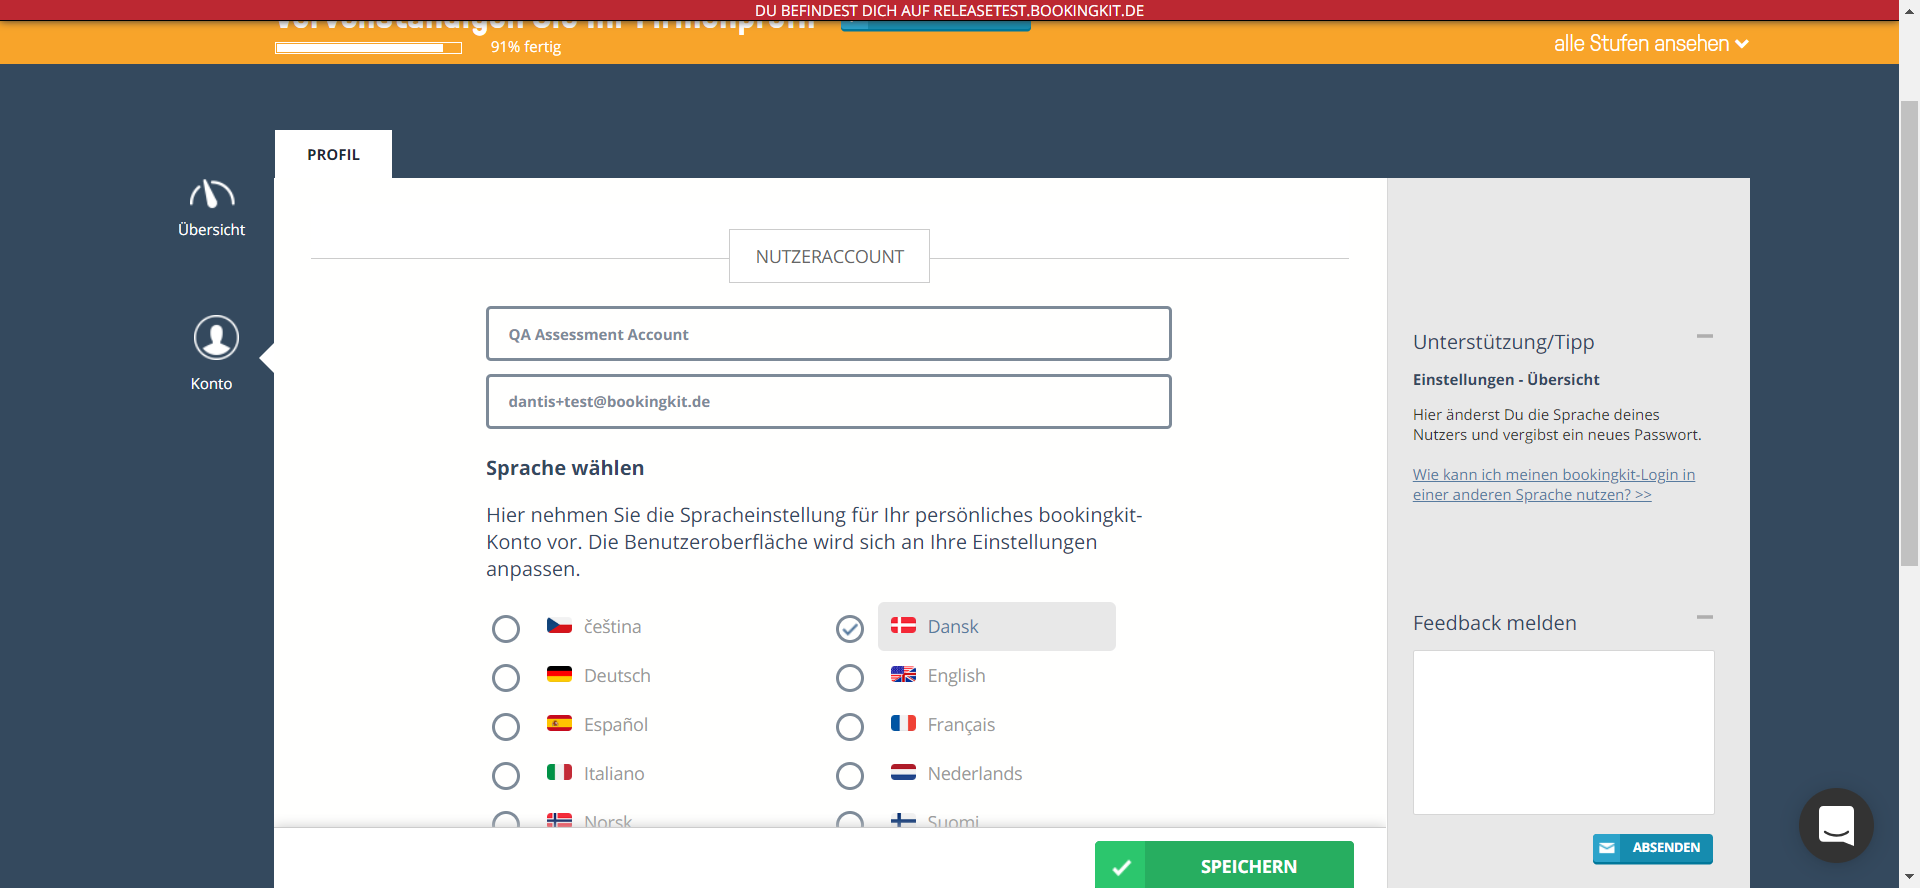 DU BEFINDEST DICH AUF RELEASETEST.BOOKINGKIT.DE
Vervollständigen Sie Ihr Firmenprofil
91% fertig
alle Stufen ansehen
PROFIL
Übersicht
Konto
NUTZERACCOUNT
QA Assessment Account
dantis+test@bookingkit.de
Sprache wählen
Hier nehmen Sie die Spracheinstellung für Ihr persönliches bookingkit-
Konto vor. Die Benutzeroberfläche wird sich an Ihre Einstellungen
anpassen.
čeština
Dansk
Deutsch
English
Español
Français
Italiano
Nederlands
Norsk
Suomi
SPEICHERN
Unterstützung/Tipp
Einstellungen - Übersicht
Hier änderst Du die Sprache deines
Nutzers und vergibst ein neues Passwort.
Wie kann ich meinen bookingkit-Login in
einer anderen Sprache nutzen? >>
Feedback melden
ABSENDEN